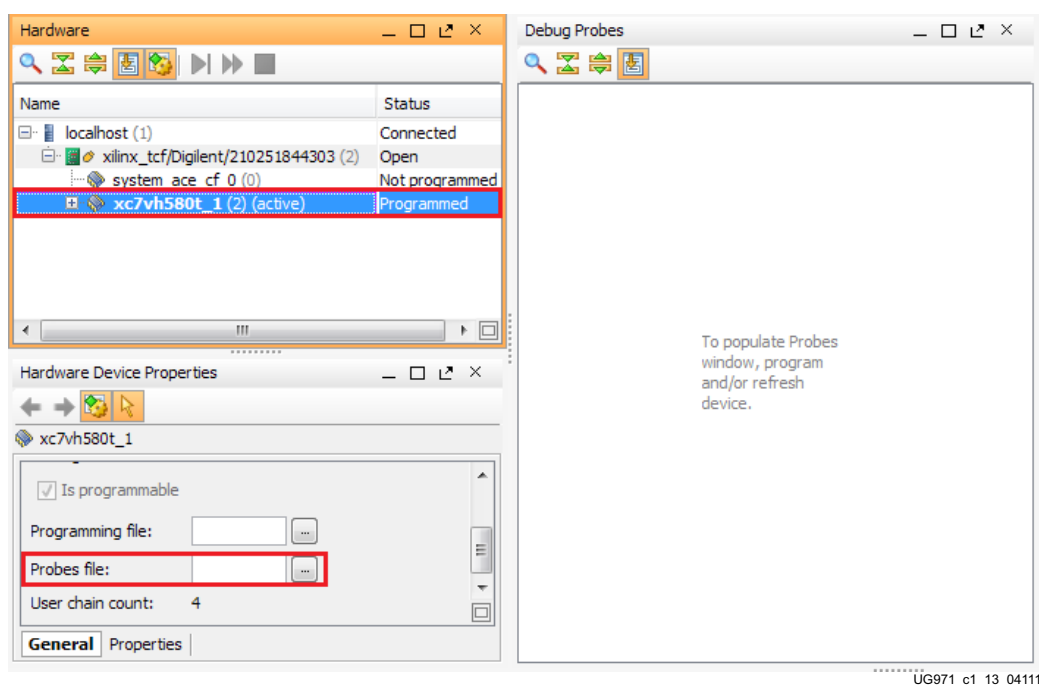 Hardware
Name Status
localhost (1) Connected
xilinx_tcf/Digilent/210251844303 (2) Open
system_ace_cf_0 (0) Not programmed
xc7vh580t_1 (2) (active) Programmed
Hardware Device Properties
xc7vh580t_1
Is programmable
Programming file: ...
Probes file: ...
User chain count: 4
General Properties
Debug Probes
To populate Probes
window, program
and/or refresh
device.
UG971_c1_13_04111